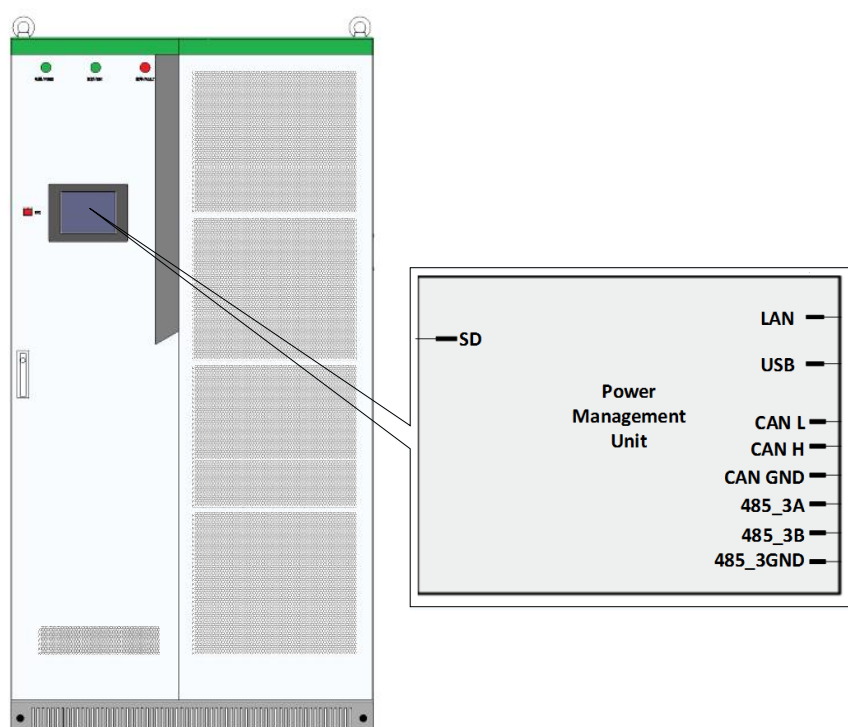 SD
Power
Management
Unit
LAN
USB
CAN L
CAN H
CAN GND
485_3A
485_3B
485_3GND